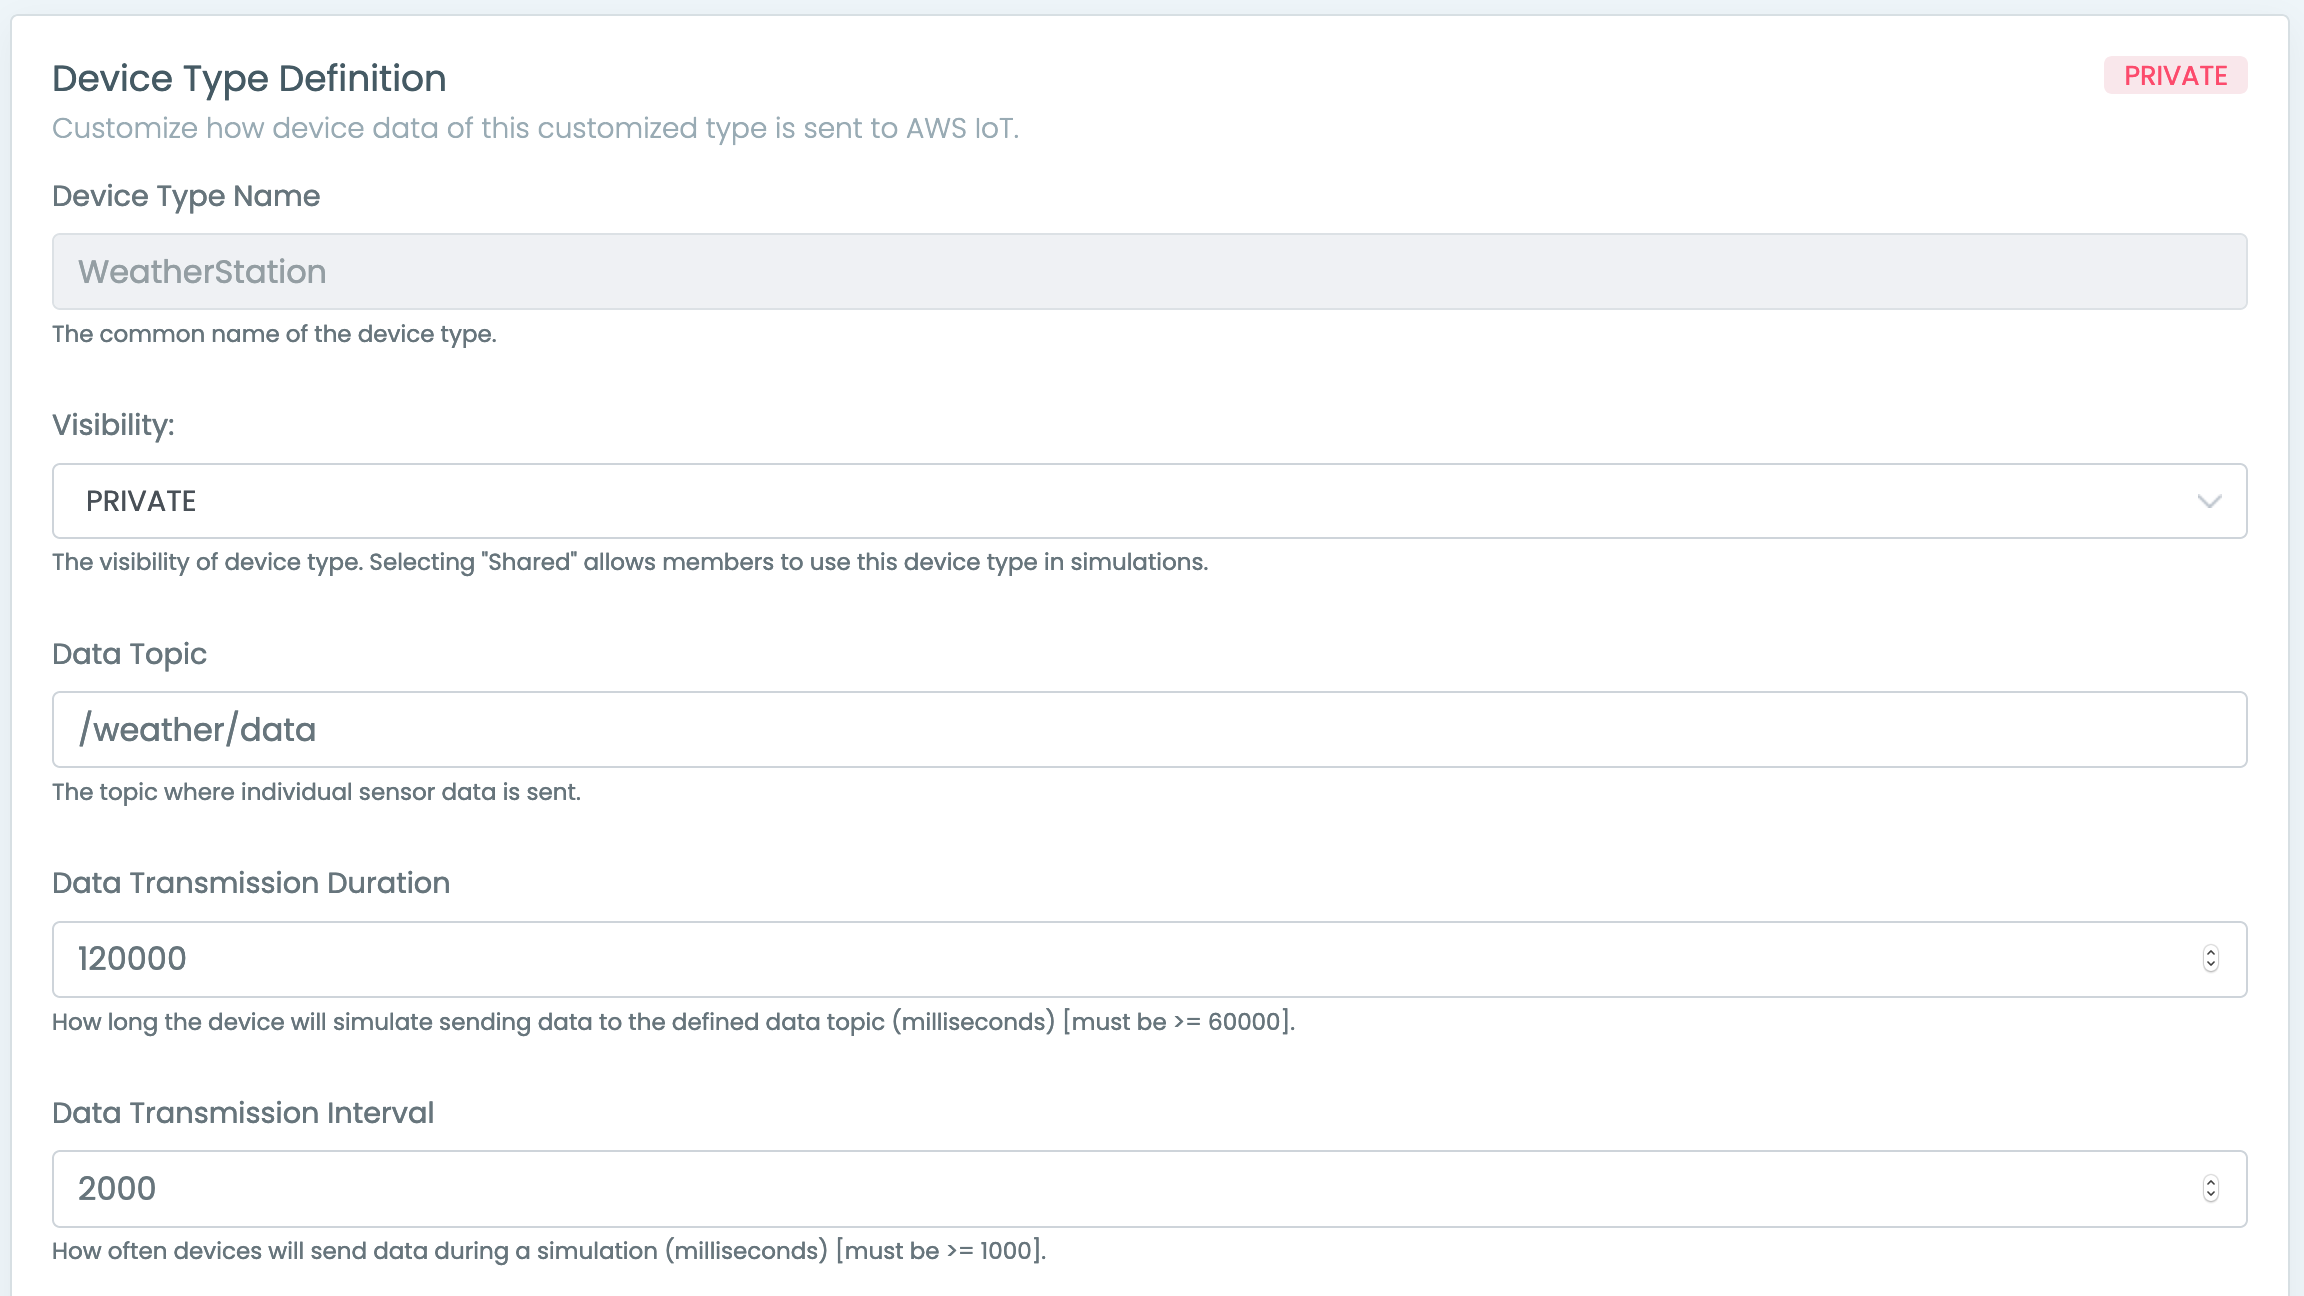 Device Type Definition
PRIVATE
Customize how device data of this customized type is sent to AWS IoT.
Device Type Name
WeatherStation
The common name of the device type.
Visibility:
PRIVATE
The visibility of device type. Selecting "Shared" allows members to use this device type in simulations.
Data Topic
/weather/data
The topic where individual sensor data is sent.
Data Transmission Duration
120000
How long the device will simulate sending data to the defined data topic (milliseconds) [must be >= 60000].
Data Transmission Interval
2000
How often devices will send data during a simulation (milliseconds) [must be >= 1000].